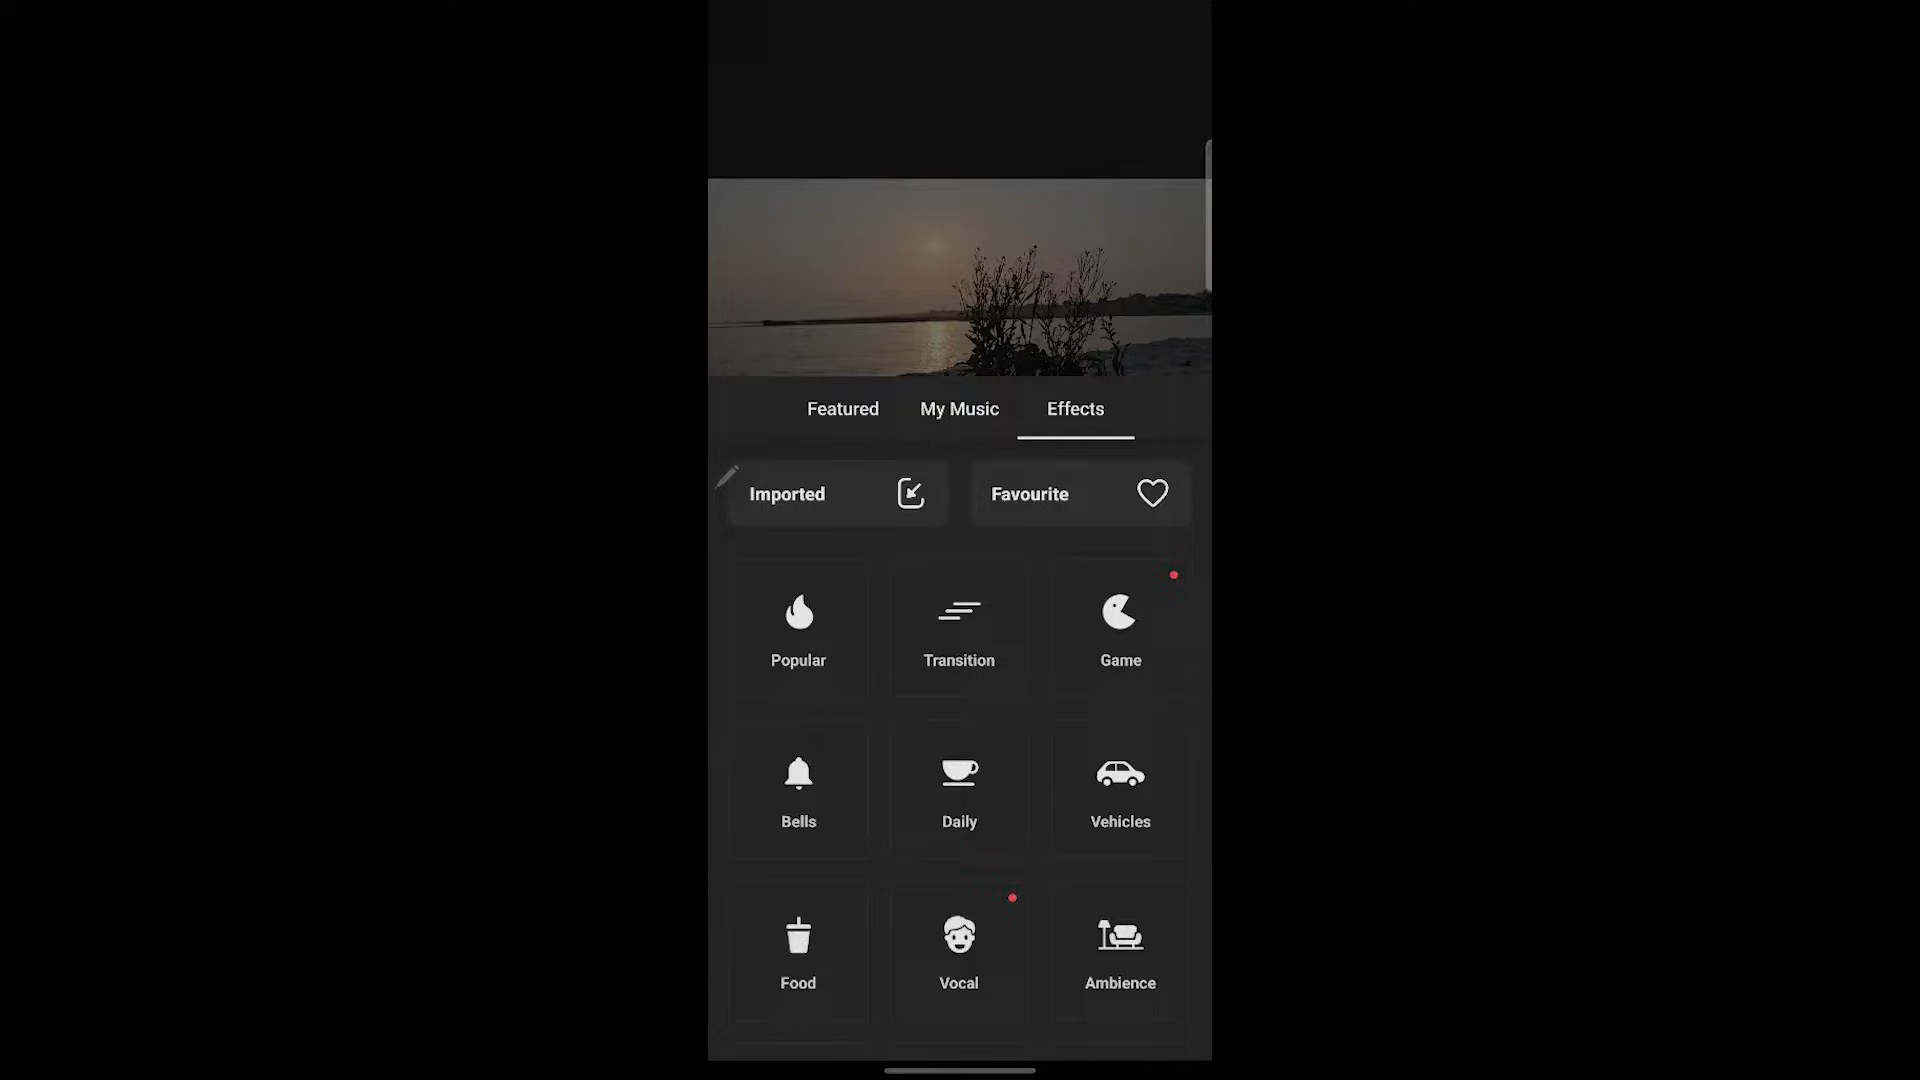 Featured My Music Effects
Imported Favourite
Popular Transition Game
Bells Daily Vehicles
Food Vocal Ambience